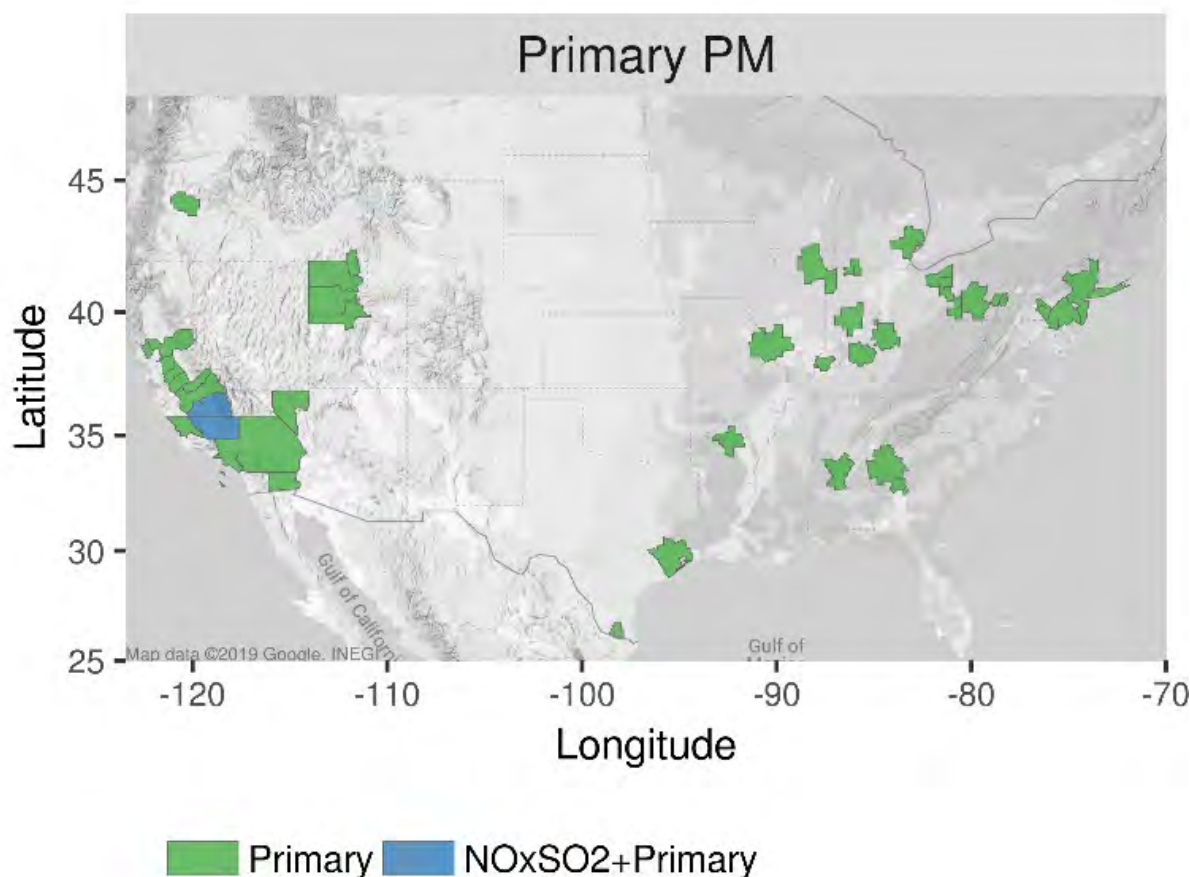 Primary PM
45
40
35
30
25
Latitude
Gulf of Californ
Map data ©2019 Google, INEGI
Gulf of
-120 -110 -100 -90 -80 -70
Longitude
Primary NOxSO2+Primary